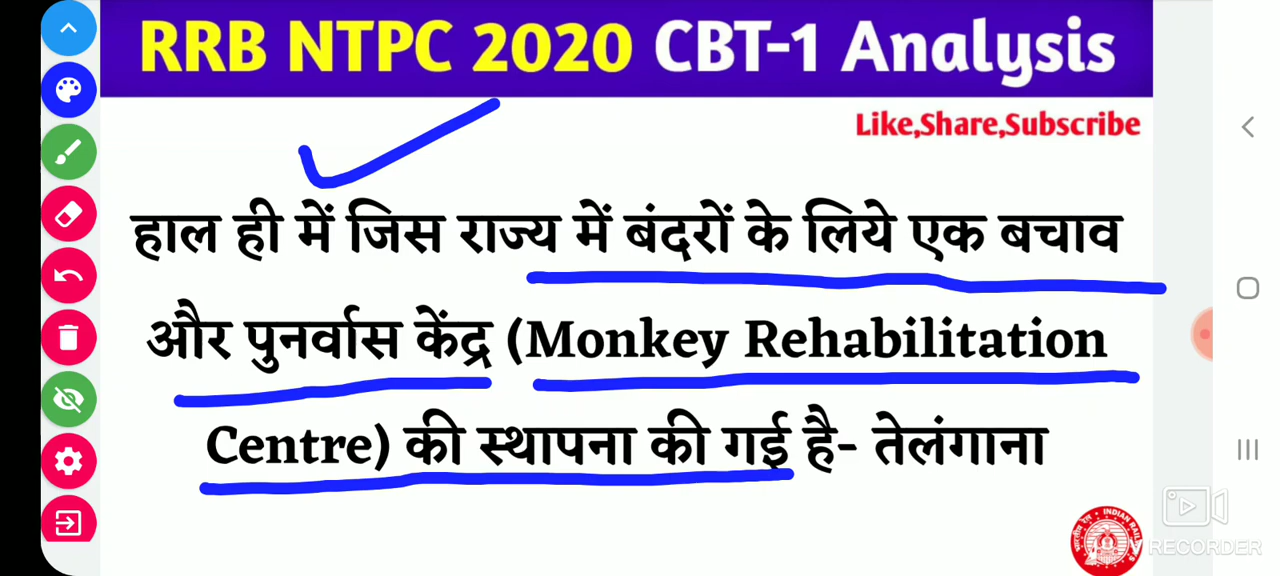 RRB NTPC 2020 CBT-1 Analysis
Like,Share,Subscribe
हाल ही में जिस राज्य में बंदरों के लिये एक बचाव
और पुनर्वास केंद्र (Monkey Rehabilitation
Centre) की स्थापना की गई है- तेलंगाना
RECORDER